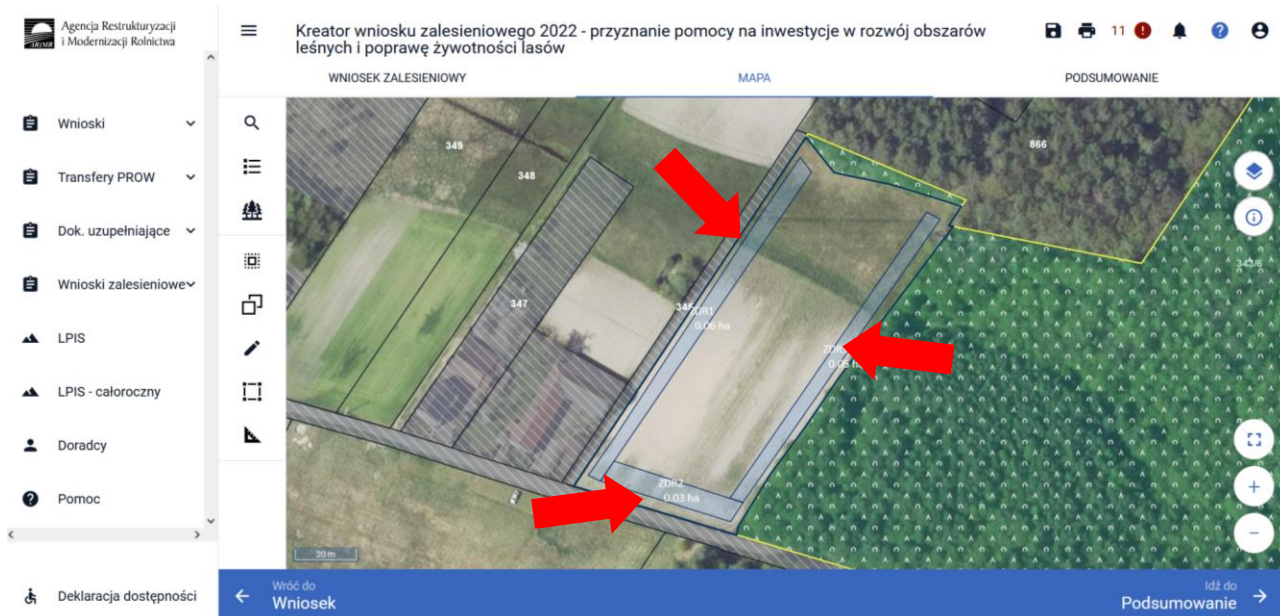 Agencja Restrukturyzacji
i Modernizacji Rolnictwa
ARiMR
Kreator wniosku zalesieniowego 2022 - przyznanie pomocy na inwestycje w rozwój obszarów
leśnych i poprawę żywotności lasów
11
WNIOSEK ZALESIENIOWY
MAPA
PODSUMOWANIE
Wnioski
Transfery PROW
Dok. uzupełniające
Wnioski zalesieniowe
LPIS
LPIS - całoroczny
Doradcy
Pomoc
Deklaracja dostępności
349
348
866
347
ZDR1
0.06 ha
ZDR2
0.03 ha
20 m
Wróć do
Wniosek
Idź do
Podsumowanie